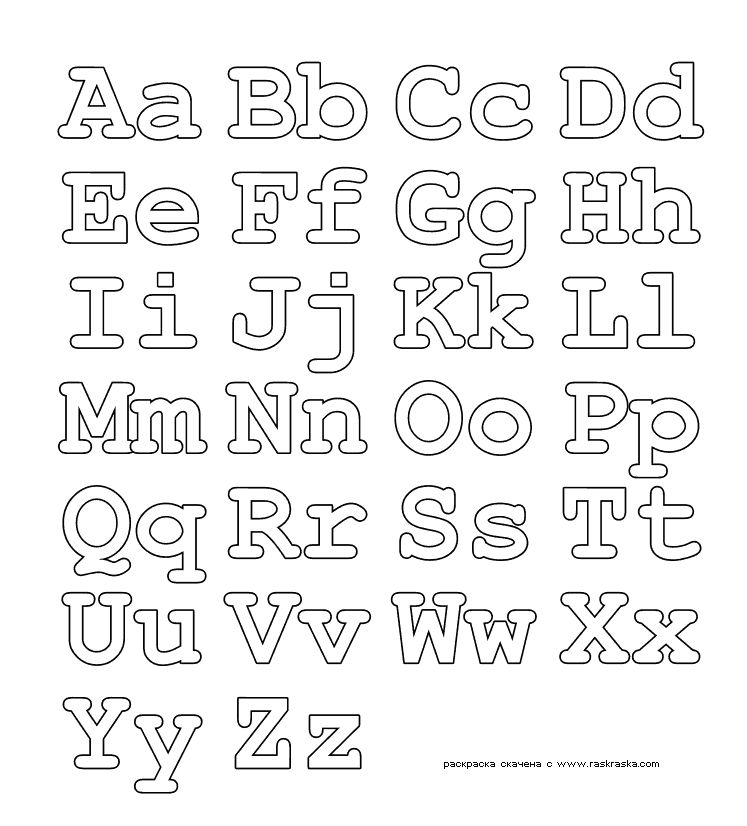 Aa Bb Cc Dd
Ee Ff Gg Hh
Ii Jj Kk Ll
Mm Nn Oo Pp
Qq Rr Ss Tt
Uu Vv Ww Xx
Yy Zz
раскраска скачена с www.raskraska.com